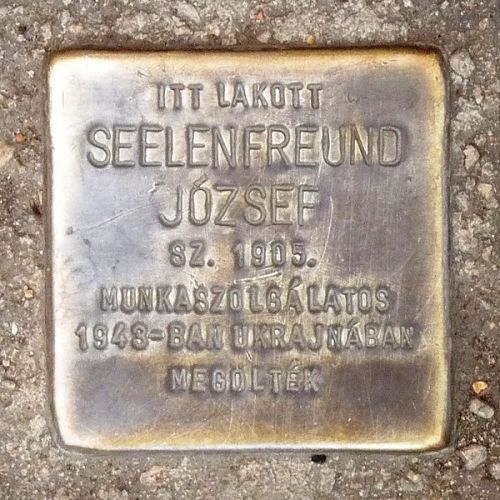 ITT LAKOTT
SEELENFREUND
JÓZSEF
SZ. 1905.
MUNKASZOLGÁLATOS
1943-BAN UKRAJNÁBAN
MEGÖLTÉK